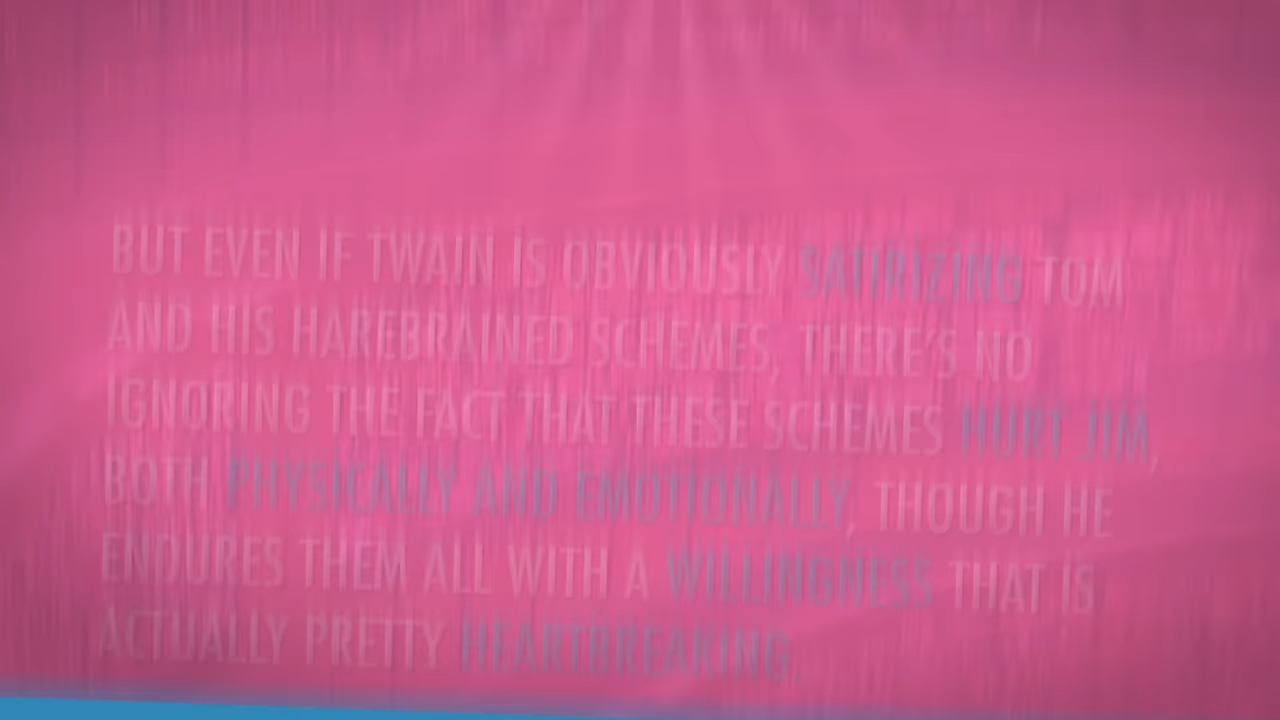 BUT EVEN IF TWAIN IS OBVIOUSLY SATIRIZING TOM
AND HIS HAREBRAINED SCHEMES, THERE'S NO
IGNORING THE FACT THAT THESE SCHEMES HURT JIM,
BOTH PHYSICALLY AND EMOTIONALLY, THOUGH HE
ENDURES THEM ALL WITH A WILLINGNESS THAT IS
ACTUALLY PRETTY HEARTBREAKING.